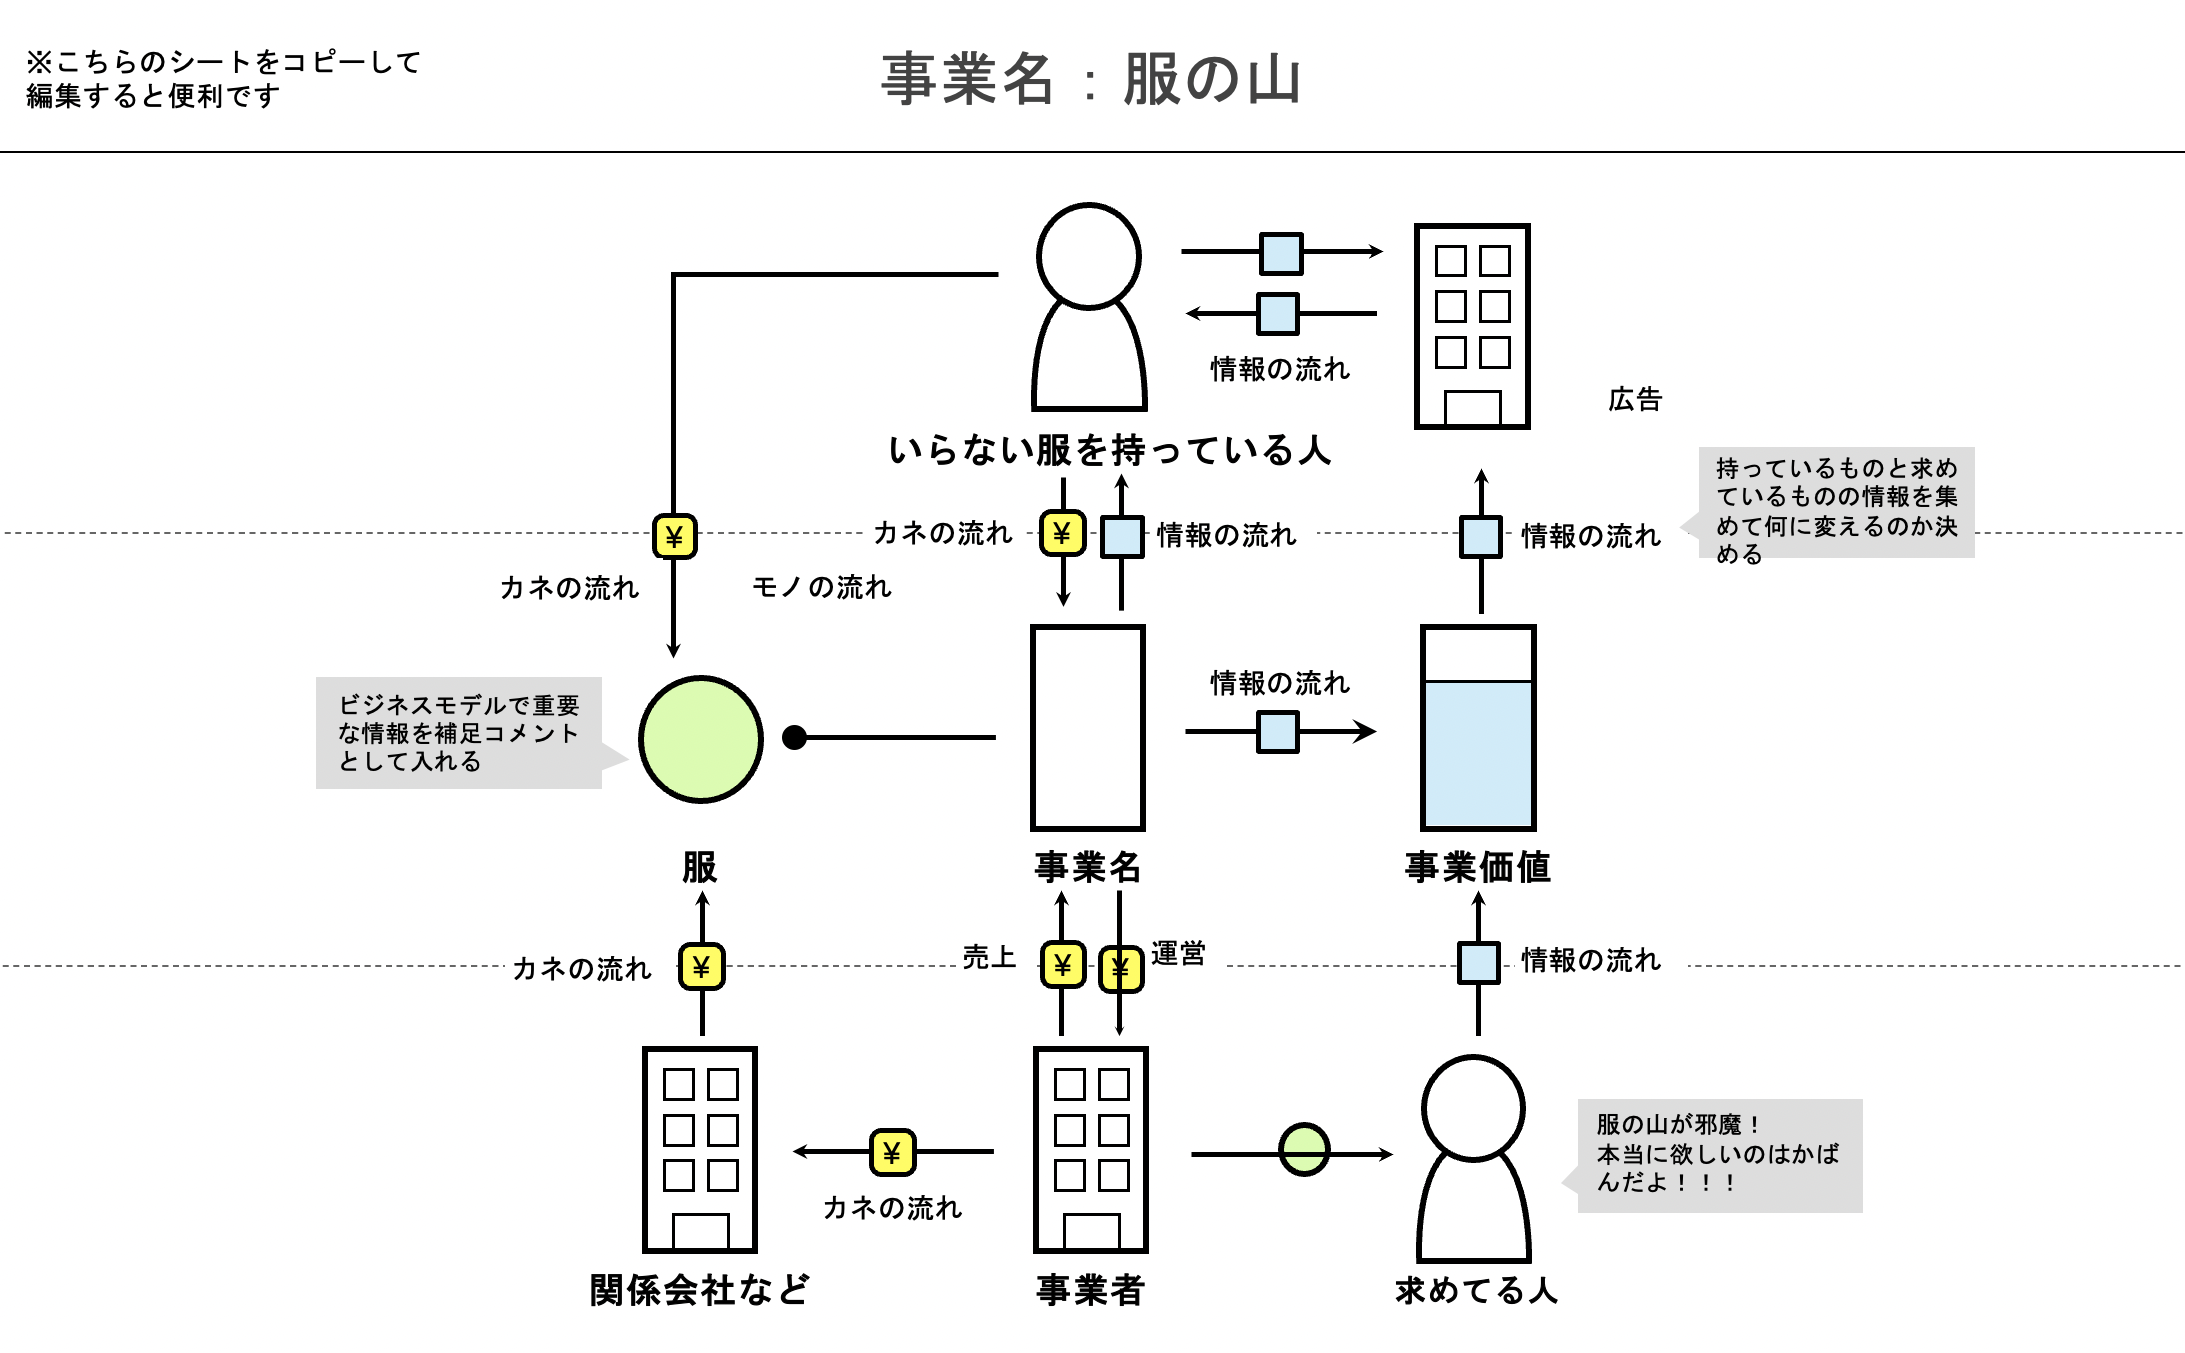 ※こちらのシートをコピーして
編集すると便利です
事業名：服の山
情報の流れ
広告
いらない服を持っている人
持っているものと求め
ているものの情報を集
めて何に変えるのか決
める
カネの流れ
¥
¥
情報の流れ
情報の流れ
カネの流れ
モノの流れ
情報の流れ
ビジネスモデルで重要
な情報を補足コメント
として入れる
服
事業名
事業価値
カネの流れ
¥
売上
¥
¥
運営
情報の流れ
服の山が邪魔！
本当に欲しいのはかば
んだよ！！！
¥
カネの流れ
関係会社など
事業者
求めてる人